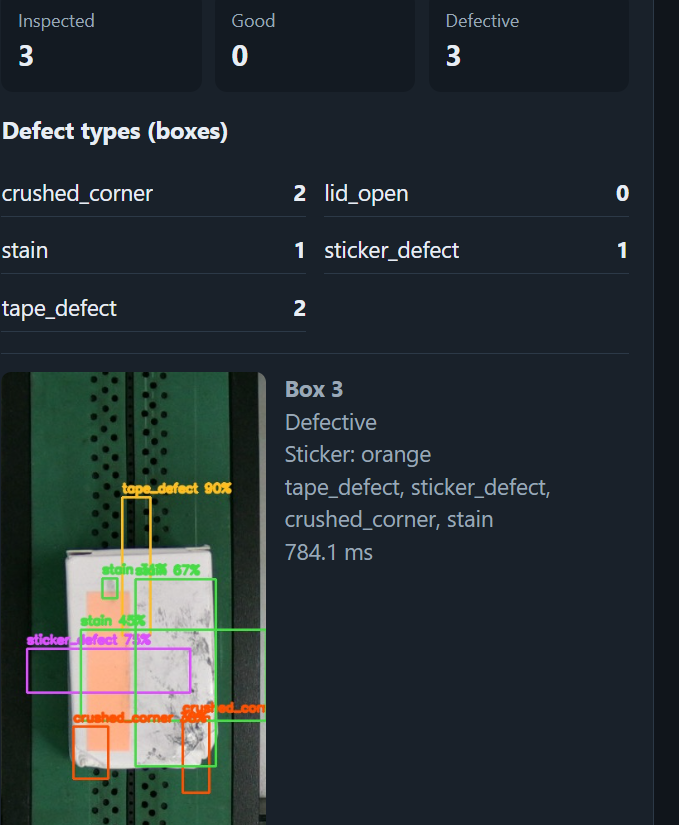 Inspected Good Defective
3 0 3
Defect types (boxes)
crushed_corner 2 lid_open 0
stain 1 sticker_defect 1
tape_defect 2
Box 3
Defective
Sticker: orange
tape_defect, sticker_defect,
crushed_corner, stain
784.1 ms
tape_defect 90%
stain 67%
stain 45%
sticker_defect 75%
crushed_corn
crushed_corner